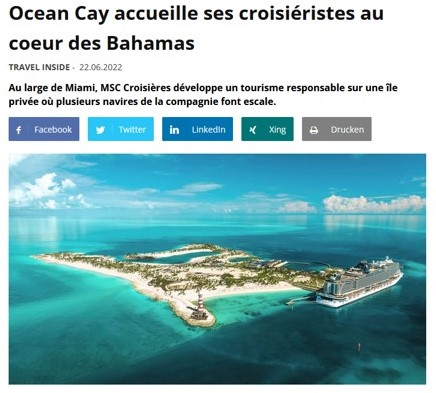 Ocean Cay accueille ses croisiéristes au
coeur des Bahamas
TRAVEL INSIDE - 22.06.2022
Au large de Miami, MSC Croisières développe un tourisme responsable sur une île
privée où plusieurs navires de la compagnie font escale.
Facebook Twitter LinkedIn Xing Drucken